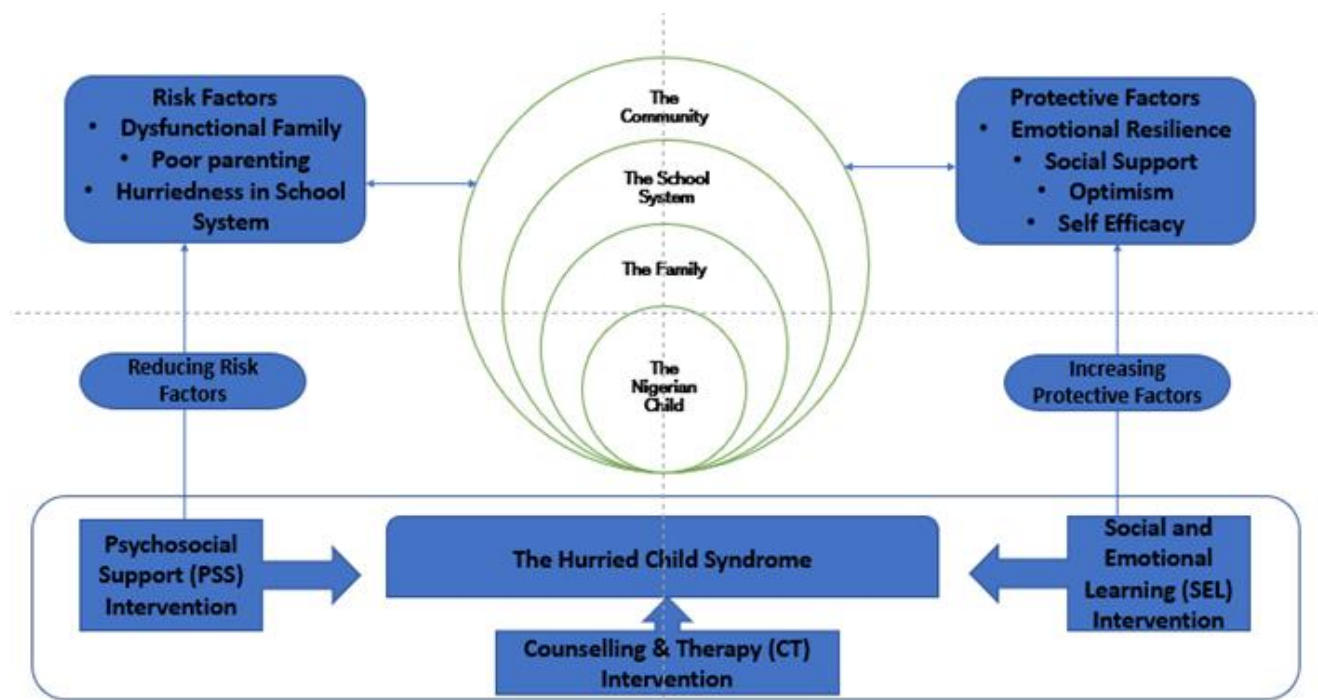 Risk Factors
• Dysfunctional Family
• Poor parenting
• Hurriedness in School
System
The
Community
The School
System
The Family
The
Nigerian
Child
Protective Factors
• Emotional Resilience
• Social Support
• Optimism
• Self Efficacy
Reducing Risk
Factors
Increasing
Protective Factors
Psychosocial
Support (PSS)
Intervention
The Hurried Child Syndrome
Social and
Emotional
Learning (SEL)
Intervention
Counselling & Therapy (CT)
Intervention